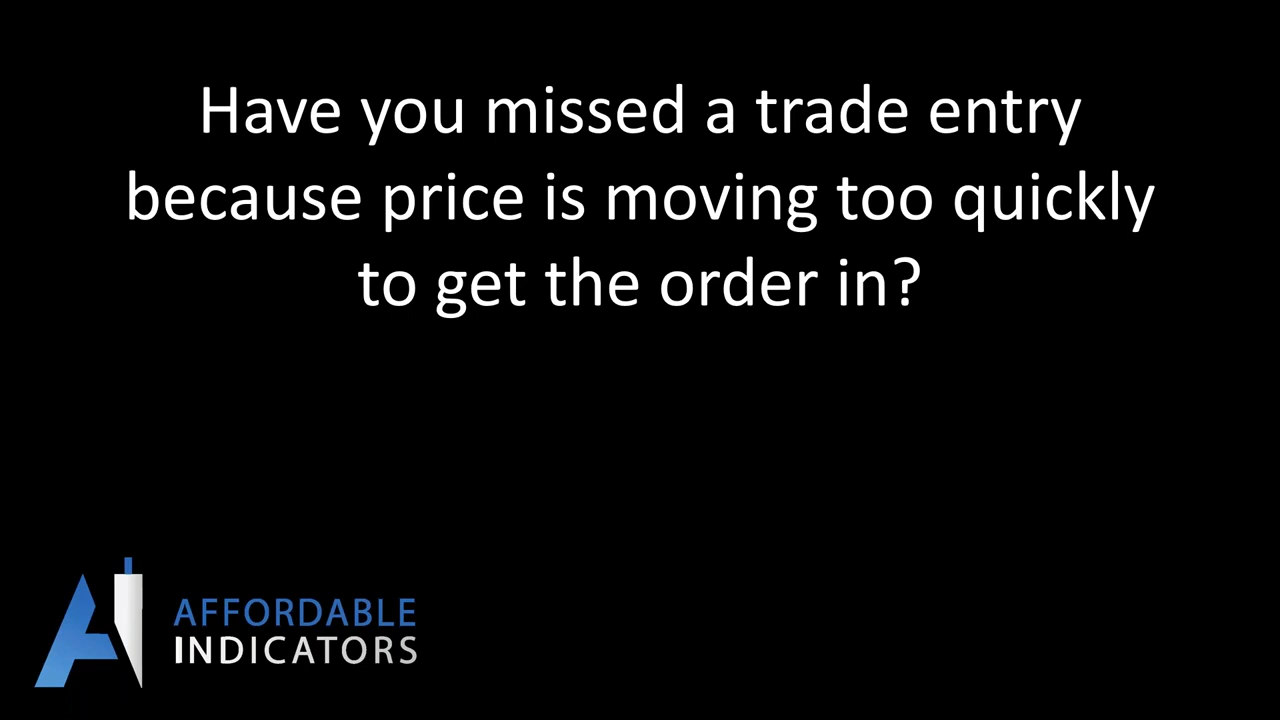 Have you missed a trade entry
because price is moving too quickly
to get the order in?
AFFORDABLE
INDICATORS